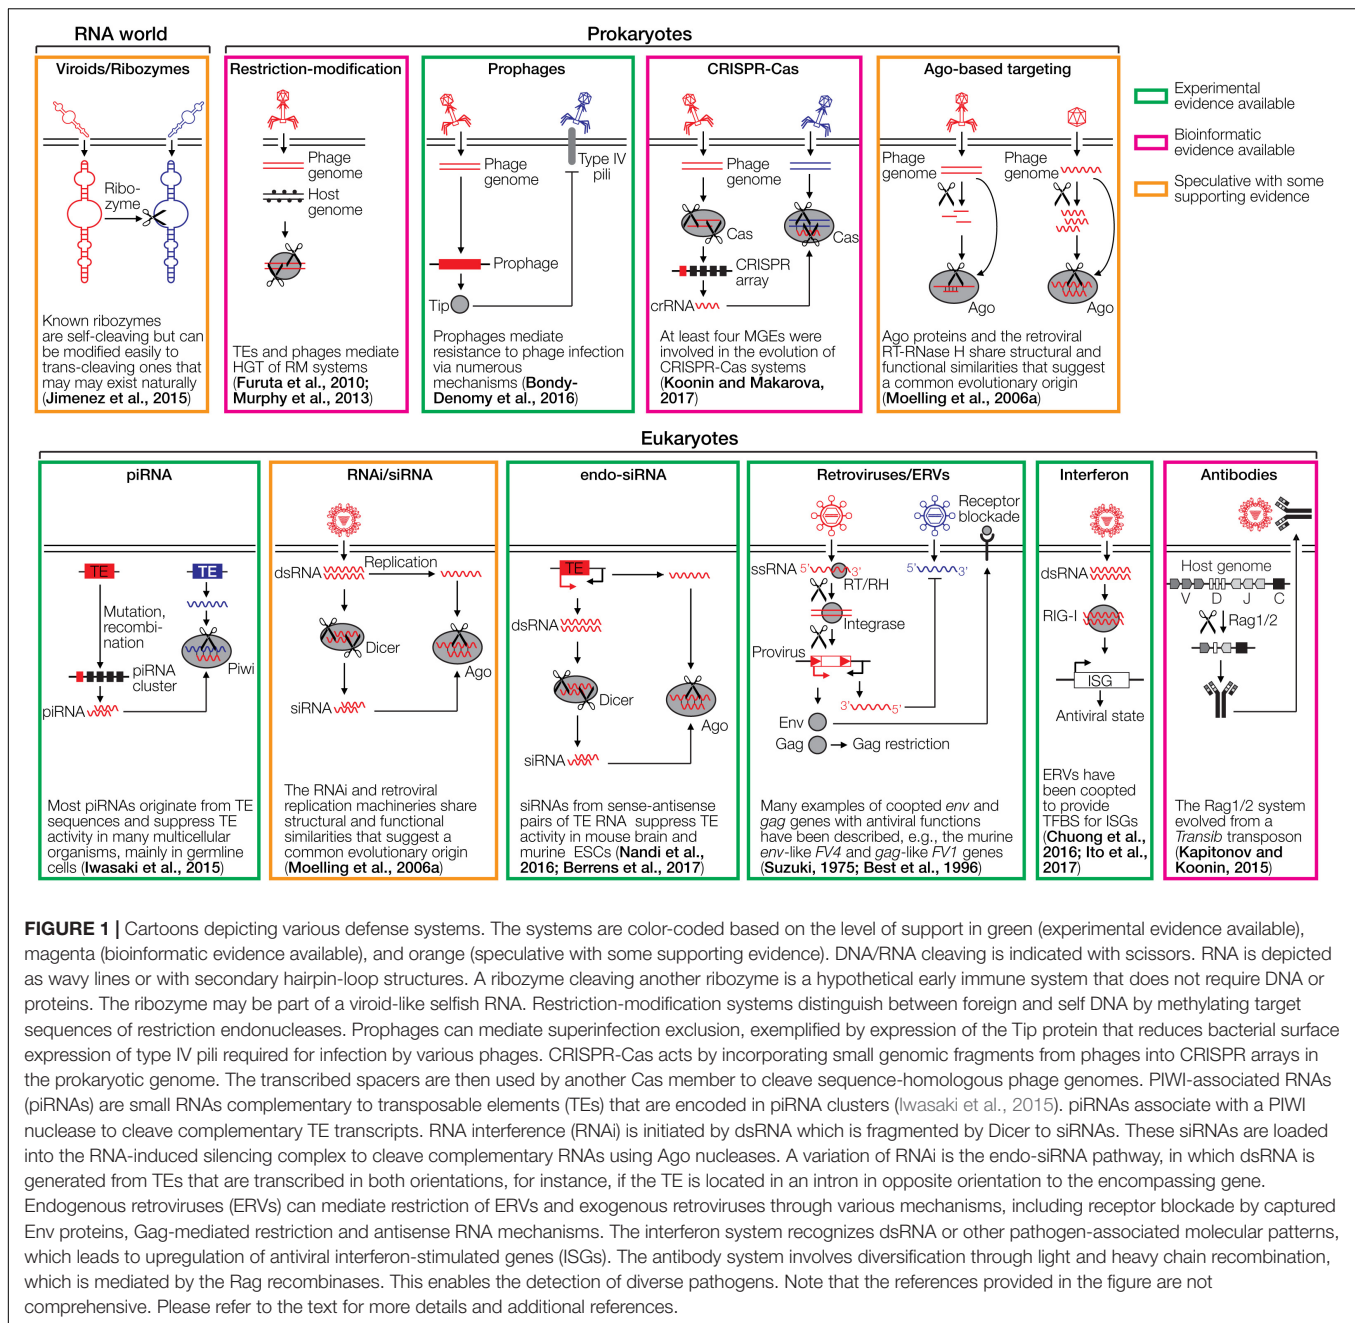 RNA world
Prokaryotes
Viroids/Ribozymes
Ribo-
zyme
Known ribozymes
are self-cleaving but can
be modified easily to
trans-cleaving ones that
may may exist naturally
(Jimenez et al., 2015)
Restriction-modification
Phage
genome
Host
genome
TEs and phages mediate
HGT of RM systems
(Furuta et al., 2010;
Murphy et al., 2013)
Prophages
Phage
genome
Type IV
pili
Prophage
Tip
Prophages mediate
resistance to phage infection
via numerous
mechanisms (Bondy-
Denomy et al., 2016)
CRISPR-Cas
Phage
genome
Cas
Cas
CRISPR
array
crRNA
At least four MGEs were
involved in the evolution of
CRISPR-Cas systems
(Koonin and Makarova,
2017)
Ago-based targeting
Phage
genome
Phage
genome
Ago
Ago
Ago proteins and the retroviral
RT-RNase H share structural and
functional similarities that suggest
a common evolutionary origin
(Moelling et al., 2006a)
Experimental
evidence available
Bioinformatic
evidence available
Speculative with some
supporting evidence
Eukaryotes
piRNA
TE
TE
Mutation,
recombi-
nation
Piwi
piRNA
cluster
piRNA
Most piRNAs originate from TE
sequences and suppress TE
activity in many multicellular
organisms, mainly in germline
cells (Iwasaki et al., 2015)
RNAi/siRNA
dsRNA
Replication
Dicer
Ago
siRNA
The RNAi and retroviral
replication machineries share
structural and functional
similarities that suggest a
common evolutionary origin
(Moelling et al., 2006a)
endo-siRNA
TE
dsRNA
Dicer
Ago
siRNA
siRNAs from sense-antisense
pairs of TE RNA suppress TE
activity in mouse brain and
murine ESCs (Nandi et al.,
2016; Berrens et al., 2017)
Retroviruses/ERVs
Receptor
blockade
ssRNA 5' 3'
5' 3'
RT/RH
Integrase
Provirus
3' 5'
Env
Gag
Gag restriction
Many examples of coopted env and
gag genes with antiviral functions
have been described, e.g., the murine
env-like FV4 and gag-like FV1 genes
(Suzuki, 1975; Best et al., 1996)
Interferon
dsRNA
RIG-I
ISG
Antiviral state
ERVs have
been coopted
to provide
TFBS for ISGs
(Chuong et al.,
2016; Ito et al.,
2017)
Antibodies
Host genome
V D J C
Rag1/2
The Rag1/2 system
evolved from a
Transib transposon
(Kapitonov and
Koonin, 2015)
FIGURE 1 | Cartoons depicting various defense systems. The systems are color-coded based on the level of support in green (experimental evidence available),
magenta (bioinformatic evidence available), and orange (speculative with some supporting evidence). DNA/RNA cleaving is indicated with scissors. RNA is depicted
as wavy lines or with secondary hairpin-loop structures. A ribozyme cleaving another ribozyme is a hypothetical early immune system that does not require DNA or
proteins. The ribozyme may be part of a viroid-like selfish RNA. Restriction-modification systems distinguish between foreign and self DNA by methylating target
sequences of restriction endonucleases. Prophages can mediate superinfection exclusion, exemplified by expression of the Tip protein that reduces bacterial surface
expression of type IV pili required for infection by various phages. CRISPR-Cas acts by incorporating small genomic fragments from phages into CRISPR arrays in
the prokaryotic genome. The transcribed spacers are then used by another Cas member to cleave sequence-homologous phage genomes. PIWI-associated RNAs
(piRNAs) are small RNAs complementary to transposable elements (TEs) that are encoded in piRNA clusters (Iwasaki et al., 2015). piRNAs associate with a PIWI
nuclease to cleave complementary TE transcripts. RNA interference (RNAi) is initiated by dsRNA which is fragmented by Dicer to siRNAs. These siRNAs are loaded
into the RNA-induced silencing complex to cleave complementary RNAs using Ago nucleases. A variation of RNAi is the endo-siRNA pathway, in which dsRNA is
generated from TEs that are transcribed in both orientations, for instance, if the TE is located in an intron in opposite orientation to the encompassing gene.
Endogenous retroviruses (ERVs) can mediate restriction of ERVs and exogenous retroviruses through various mechanisms, including receptor blockade by captured
Env proteins, Gag-mediated restriction and antisense RNA mechanisms. The interferon system recognizes dsRNA or other pathogen-associated molecular patterns,
which leads to upregulation of antiviral interferon-stimulated genes (ISGs). The antibody system involves diversification through light and heavy chain recombination,
which is mediated by the Rag recombinases. This enables the detection of diverse pathogens. Note that the references provided in the figure are not
comprehensive. Please refer to the text for more details and additional references.